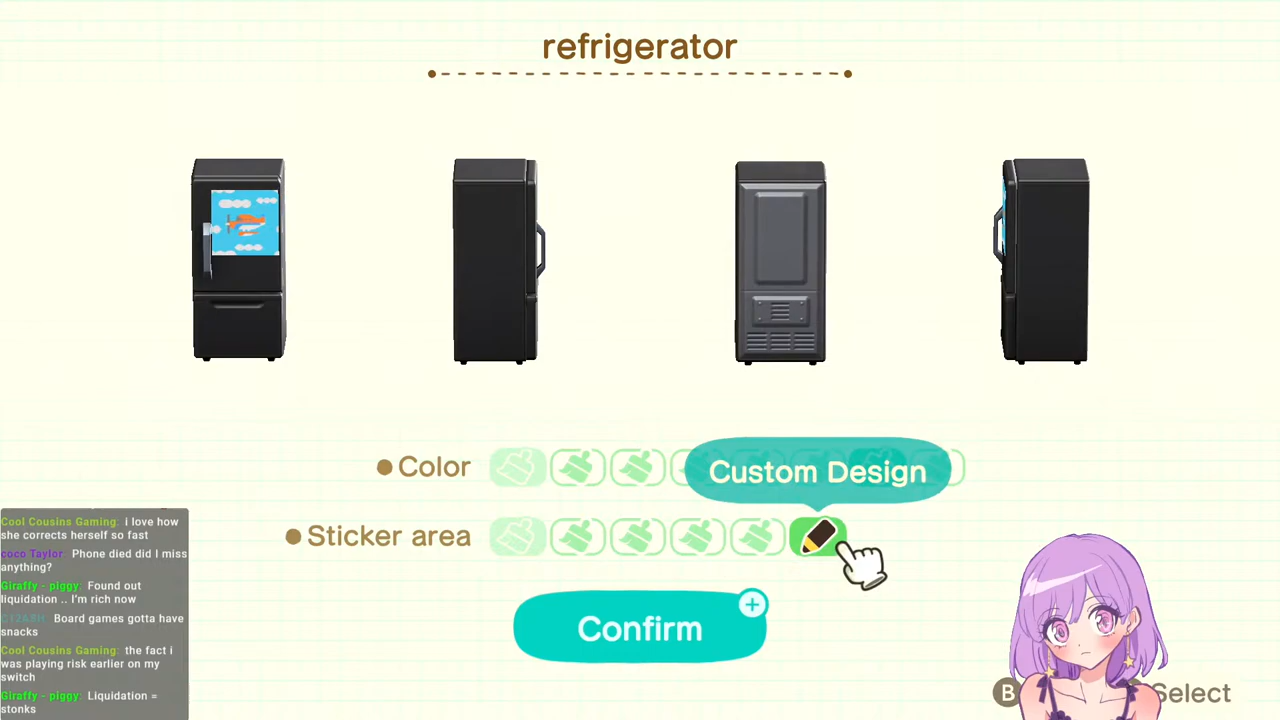 refrigerator
Color
Custom Design
Sticker area
Confirm
B
Select
Cool Cousins Gaming: i love how
she corrects herself so fast
coco Taylor: Phone died did I miss
anything?
Giraffy - piggy: Found out
liquidation .. I'm rich now
Board games gotta have
snacks
Cool Cousins Gaming: the fact i
was playing risk earlier on my
switch
Giraffy - piggy: Liquidation =
stonks